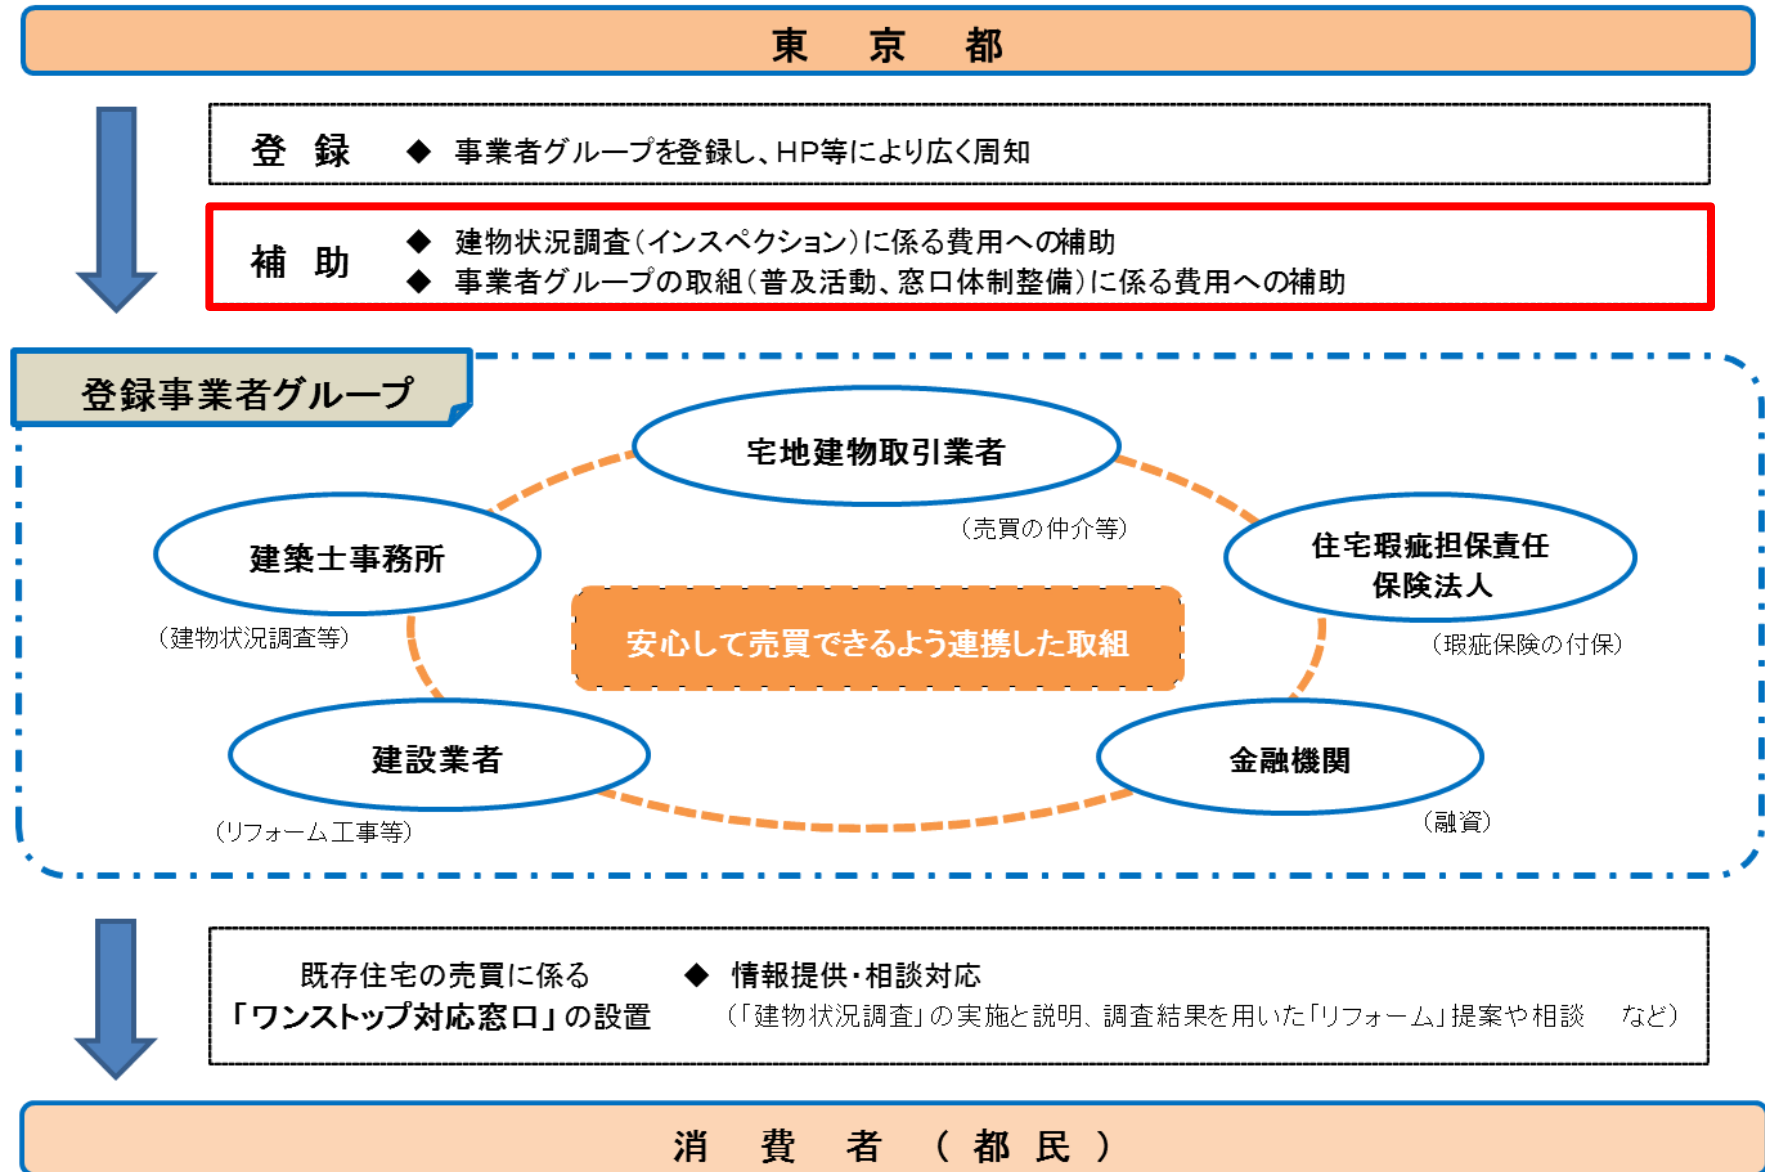 東 京 都
登 録 ◆ 事業者グループを登録し、HP等により広く周知
補 助 ◆ 建物状況調査(インスペクション)に係る費用への補助
◆ 事業者グループの取組(普及活動、窓口体制整備)に係る費用への補助
登録事業者グループ
宅地建物取引業者
(売買の仲介等)
建築士事務所
(建物状況調査等)
住宅瑕疵担保責任
保険法人
(瑕疵保険の付保)
安心して売買できるよう連携した取組
建設業者
(リフォーム工事等)
金融機関
(融資)
既存住宅の売買に係る
「ワンストップ対応窓口」の設置
◆ 情報提供・相談対応
(「建物状況調査」の実施と説明、調査結果を用いた「リフォーム」提案や相談 など)
消 費 者 ( 都 民 )